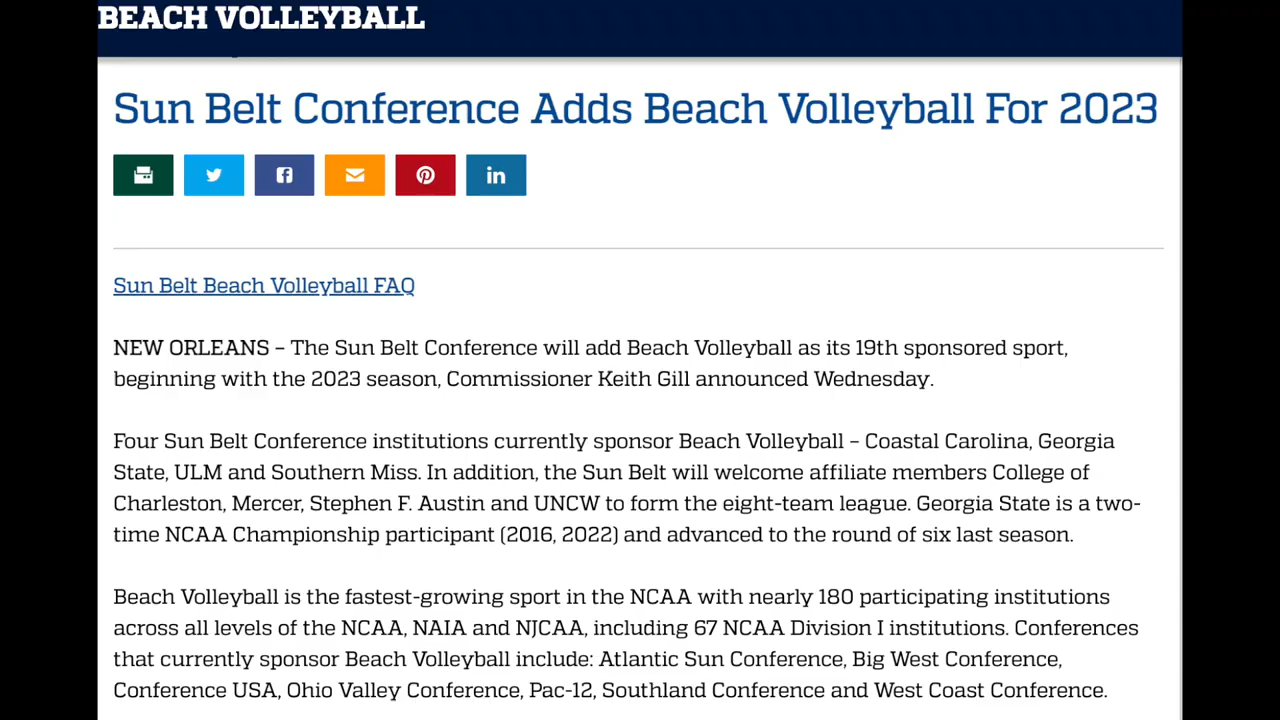 BEACH VOLLEYBALL
Sun Belt Conference Adds Beach Volleyball For 2023
in
Sun Belt Beach Volleyball FAQ
NEW ORLEANS – The Sun Belt Conference will add Beach Volleyball as its 19th sponsored sport,
beginning with the 2023 season, Commissioner Keith Gill announced Wednesday.
Four Sun Belt Conference institutions currently sponsor Beach Volleyball – Coastal Carolina, Georgia
State, ULM and Southern Miss. In addition, the Sun Belt will welcome affiliate members College of
Charleston, Mercer, Stephen F. Austin and UNCW to form the eight-team league. Georgia State is a two-
time NCAA Championship participant (2016, 2022) and advanced to the round of six last season.
Beach Volleyball is the fastest-growing sport in the NCAA with nearly 180 participating institutions
across all levels of the NCAA, NAIA and NJCAA, including 67 NCAA Division I institutions. Conferences
that currently sponsor Beach Volleyball include: Atlantic Sun Conference, Big West Conference,
Conference USA, Ohio Valley Conference, Pac-12, Southland Conference and West Coast Conference.